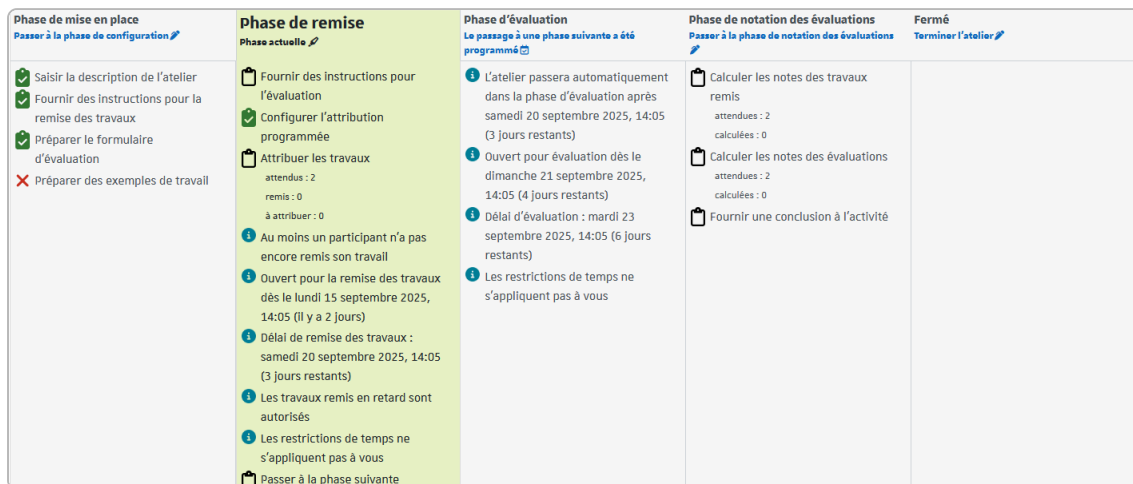 Phase de mise en place
Passer à la phase de configuration
Saisir la description de l'atelier
Fournir des instructions pour la
remise des travaux
Préparer le formulaire
d'évaluation
Préparer des exemples de travail
Phase de remise
Phase actuelle
Fournir des instructions pour
l'évaluation
Configurer l'attribution
programmée
Attribuer les travaux
attendus : 2
remis : 0
à attribuer : 0
Au moins un participant n'a pas
encore remis son travail
Ouvert pour la remise des travaux
dès le lundi 15 septembre 2025,
14:05 (il y a 2 jours)
Délai de remise des travaux :
samedi 20 septembre 2025, 14:05
(3 jours restants)
Les travaux remis en retard sont
autorisés
Les restrictions de temps ne
s'appliquent pas à vous
Passer à la phase suivante
Phase d'évaluation
Le passage à une phase suivante a été
programmé
L'atelier passera automatiquement
dans la phase d'évaluation après
samedi 20 septembre 2025, 14:05
(3 jours restants)
Ouvert pour évaluation dès le
dimanche 21 septembre 2025,
14:05 (4 jours restants)
Délai d'évaluation : mardi 23
septembre 2025, 14:05 (6 jours
restants)
Les restrictions de temps ne
s'appliquent pas à vous
Phase de notation des évaluations
Passer à la phase de notation des évaluations
Calculer les notes des travaux
remis
attendues : 2
calculées : 0
Calculer les notes des évaluations
attendues : 2
calculées : 0
Fournir une conclusion à l'activité
Fermé
Terminer l'atelier